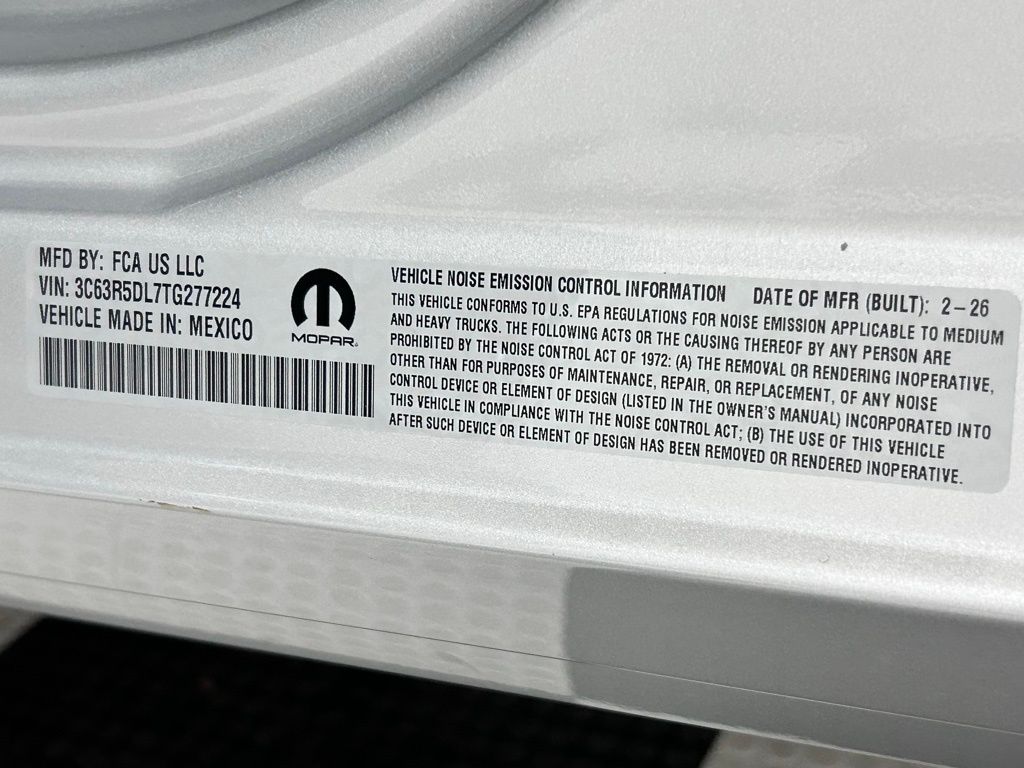 MFD BY: FCA US LLC
VIN: 3C63R5DL7TG277224
VEHICLE MADE IN: MEXICO
MOPAR
VEHICLE NOISE EMISSION CONTROL INFORMATION DATE OF MFR (BUILT): 2-26
THIS VEHICLE CONFORMS TO U.S. EPA REGULATIONS FOR NOISE EMISSION APPLICABLE TO MEDIUM
AND HEAVY TRUCKS. THE FOLLOWING ACTS OR THE CAUSING THEREOF BY ANY PERSON ARE
PROHIBITED BY THE NOISE CONTROL ACT OF 1972: (A) THE REMOVAL OR RENDERING INOPERATIVE,
OTHER THAN FOR PURPOSES OF MAINTENANCE, REPAIR, OR REPLACEMENT, OF ANY NOISE
CONTROL DEVICE OR ELEMENT OF DESIGN (LISTED IN THE OWNER'S MANUAL) INCORPORATED INTO
THIS VEHICLE IN COMPLIANCE WITH THE NOISE CONTROL ACT; (B) THE USE OF THIS VEHICLE
AFTER SUCH DEVICE OR ELEMENT OF DESIGN HAS BEEN REMOVED OR RENDERED INOPERATIVE.